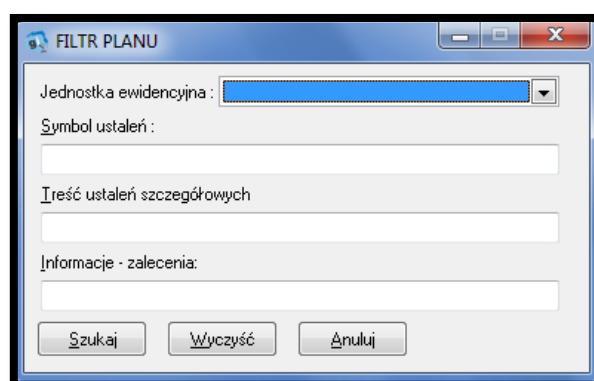 FILTR PLANU
Jednostka ewidencyjna :
Symbol ustaleń :
Treść ustaleń szczegółowych
Informacje - zalecenia:
Szukaj Wyczyść Anuluj